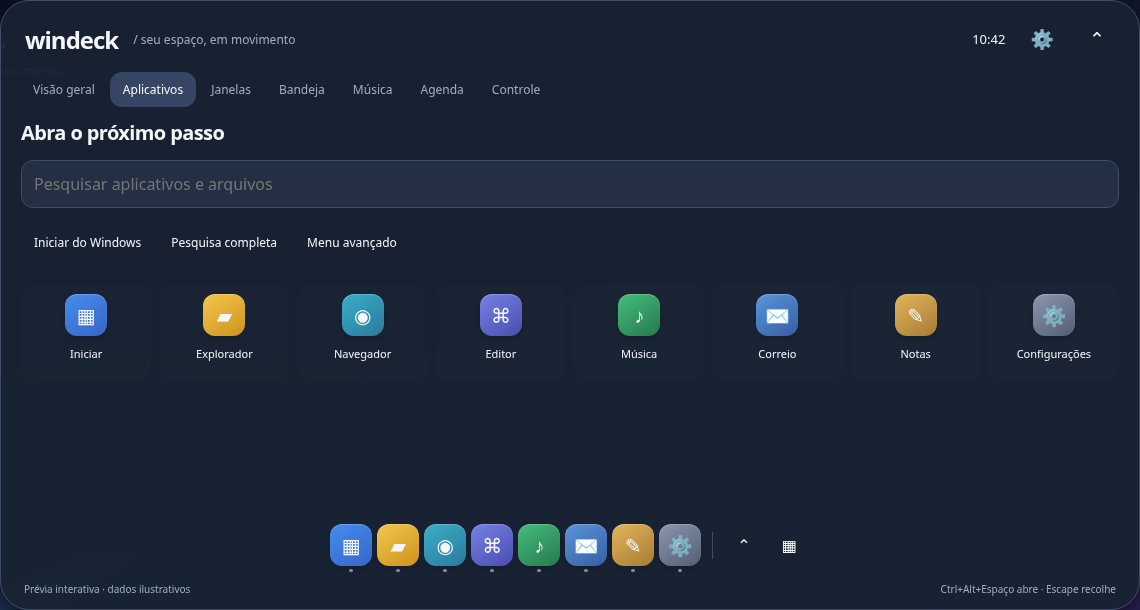 windeck / seu espaço, em movimento 10:42
Visão geral Aplicativos Janelas Bandeja Música Agenda Controle
Abra o próximo passo
Pesquisar aplicativos e arquivos
Iniciar do Windows Pesquisa completa Menu avançado
Iniciar Explorador Navegador Editor Música Correio Notas Configurações
Prévia interativa · dados ilustrativos Ctrl+Alt+Espaço abre · Escape recolhe